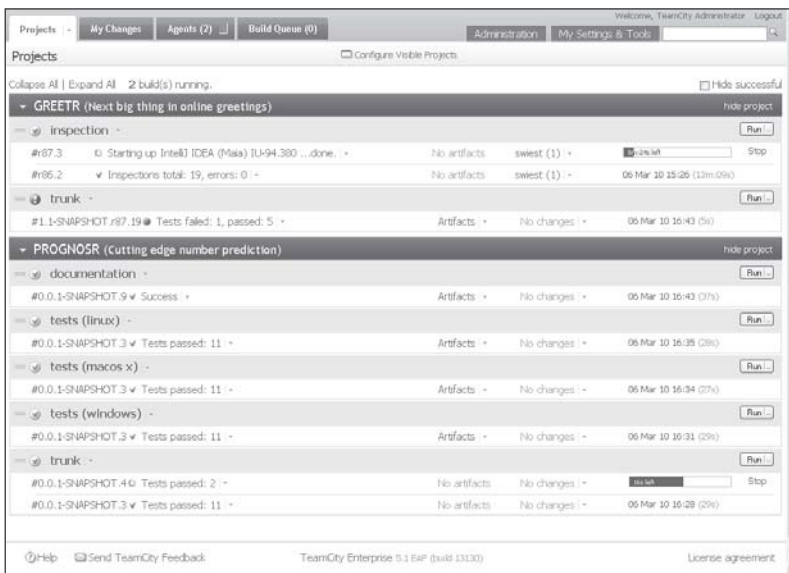 Welcome, TeamCity Administrator Logout
Projects My Changes Agents (2) Build Queue (0) Administration My Settings & Tools
Projects Configure Visible Projects
Collapse All | Expand All 2 build(s) running. Hide successful
GREETR (Next big thing in online greetings) hide project
inspection Run ...
#r87.3 Starting up IntelliJ IDEA (Maia) IU-94.380 ...done. No artifacts swiest (1) left Stop
#r86.2 Inspections total: 19, errors: 0 No artifacts swiest (1) 06 Mar 10 15:26 (13m:09s)
trunk Run ...
#1.1-SNAPSHOT.r87.19 Tests failed: 1, passed: 5 Artifacts No changes 06 Mar 10 16:43 (5s)
PROGNOSR (Cutting edge number prediction) hide project
documentation Run ...
#0.0.1-SNAPSHOT.9 Success Artifacts No changes 06 Mar 10 16:43 (37s)
tests (linux) Run ...
#0.0.1-SNAPSHOT.3 Tests passed: 11 Artifacts No changes 06 Mar 10 16:35 (28s)
tests (macos x) Run ...
#0.0.1-SNAPSHOT.3 Tests passed: 11 Artifacts No changes 06 Mar 10 16:34 (27s)
tests (windows) Run ...
#0.0.1-SNAPSHOT.3 Tests passed: 11 Artifacts No changes 06 Mar 10 16:31 (29s)
trunk Run ...
#0.0.1-SNAPSHOT.4 Tests passed: 2 No artifacts No changes left Stop
#0.0.1-SNAPSHOT.3 Tests passed: 11 No artifacts No changes 06 Mar 10 16:28 (29s)
Help Send TeamCity Feedback TeamCity Enterprise 5.1 EAP (build 13130) License agreement